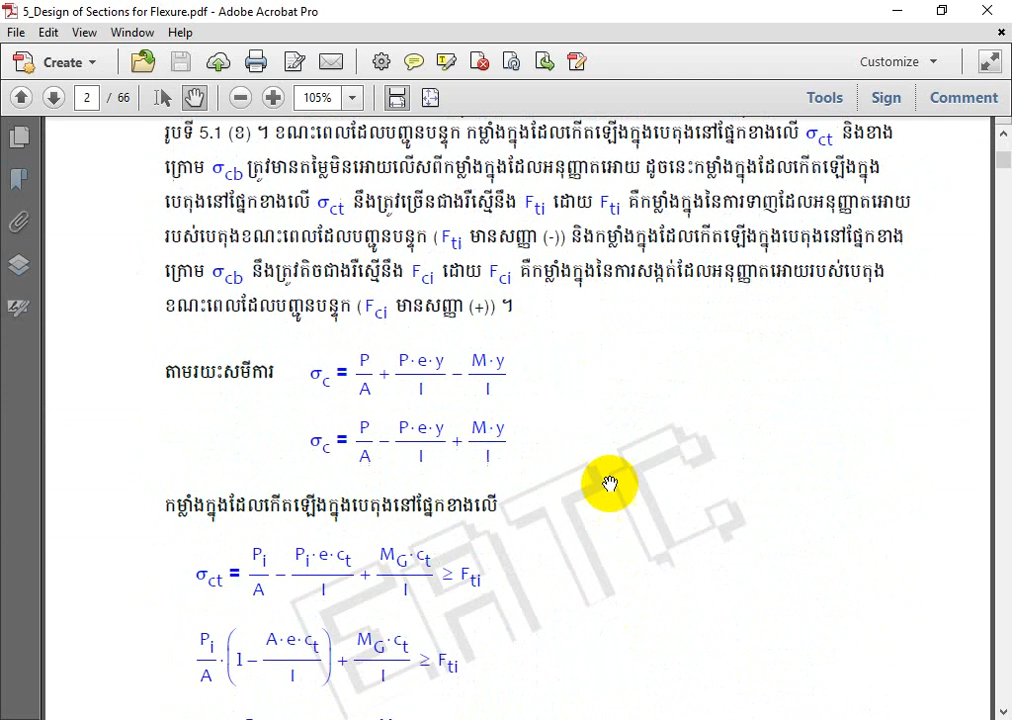 5_Design of Sections for Flexure.pdf - Adobe Acrobat Pro
File Edit View Window Help
Create Customize
2 / 66 105% Tools Sign Comment
រូបទី 5.1 (ខ) ។ ខណះពេលដែលបញ្ជូនបន្ទុក កម្លាំងក្នុងដែលកើតឡើងក្នុងបេតុងនៅផ្នែកខាងលើ σct និងខាង
ក្រោម σcb ត្រូវមានតម្លៃមិនអោយលើសពីកម្លាំងក្នុងដែលអនុញ្ញាតអោយ ដូចនេះកម្លាំងក្នុងដែលកើតឡើងក្នុង
បេតុងនៅផ្នែកខាងលើ σct នឹងត្រូវច្រើនជាងរឺស្មើនឹង Fti ដោយ Fti គឺកម្លាំងក្នុងនៃការទាញដែលអនុញ្ញាតអោយ
របស់បេតុងខណះពេលដែលបញ្ជូនបន្ទុក (Fti មានសញ្ញា (-)) និងកម្លាំងក្នុងដែលកើតឡើងក្នុងបេតុងនៅផ្នែកខាង
ក្រោម σcb នឹងត្រូវតិចជាងរឺស្មើនឹង Fci ដោយ Fci គឺកម្លាំងក្នុងនៃការសង្កត់ដែលអនុញ្ញាតអោយរបស់បេតុង
ខណះពេលដែលបញ្ជូនបន្ទុក (Fci មានសញ្ញា (+)) ។
តាមរយះសមីការ σc = P/A + P·e·y/I − M·y/I
σc = P/A − P·e·y/I + M·y/I
កម្លាំងក្នុងដែលកើតឡើងក្នុងបេតុងនៅផ្នែកខាងលើ
σct = Pi/A − Pi·e·ct/I + MG·ct/I ≥ Fti
Pi/A·(1 − A·e·ct/I) + MG·ct/I ≥ Fti
EATC